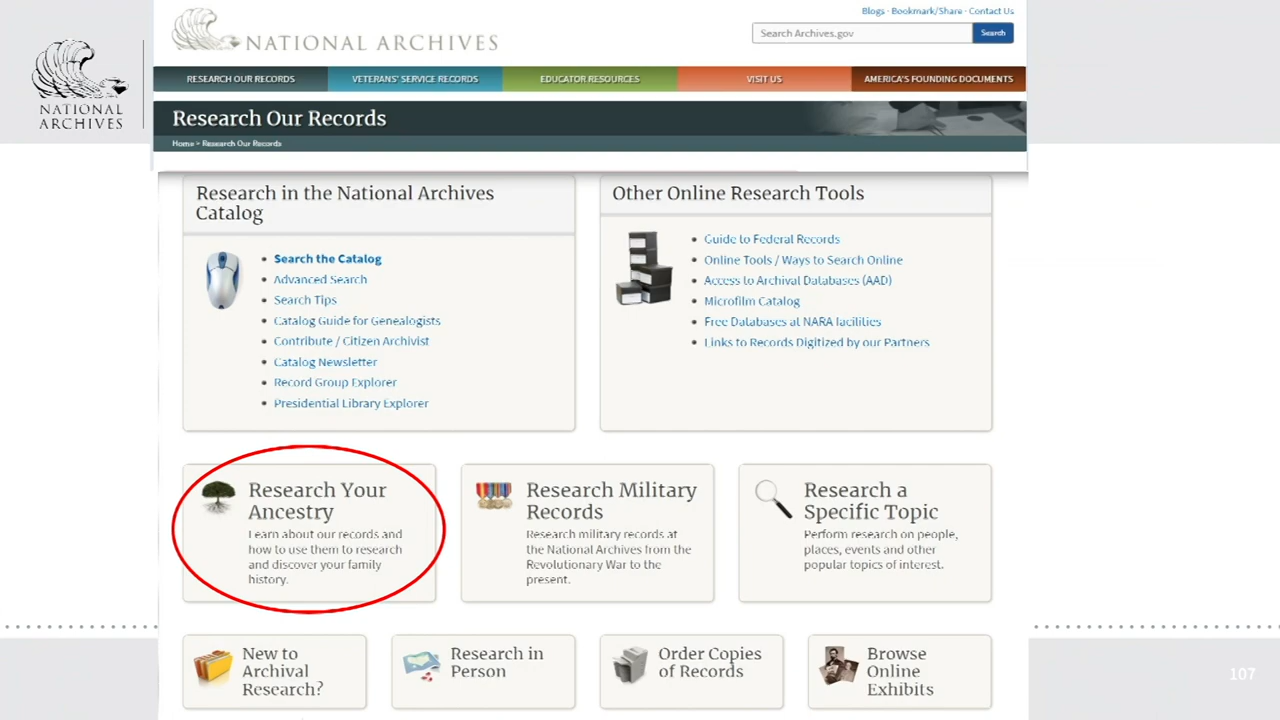 NATIONAL
ARCHIVES
NATIONAL ARCHIVES
Blogs · Bookmark/Share · Contact Us
Search Archives.gov
Search
RESEARCH OUR RECORDS
VETERANS' SERVICE RECORDS
EDUCATOR RESOURCES
VISIT US
AMERICA'S FOUNDING DOCUMENTS
Research Our Records
Home > Research Our Records
Research in the National Archives
Catalog
Search the Catalog
Advanced Search
Search Tips
Catalog Guide for Genealogists
Contribute / Citizen Archivist
Catalog Newsletter
Record Group Explorer
Presidential Library Explorer
Other Online Research Tools
Guide to Federal Records
Online Tools / Ways to Search Online
Access to Archival Databases (AAD)
Microfilm Catalog
Free Databases at NARA facilities
Links to Records Digitized by our Partners
Research Your
Ancestry
Learn about our records and
how to use them to research
and discover your family
history.
Research Military
Records
Research military records at
the National Archives from the
Revolutionary War to the
present.
Research a
Specific Topic
Perform research on people,
places, events and other
popular topics of interest.
New to
Archival
Research?
Research in
Person
Order Copies
of Records
Browse
Online
Exhibits
107